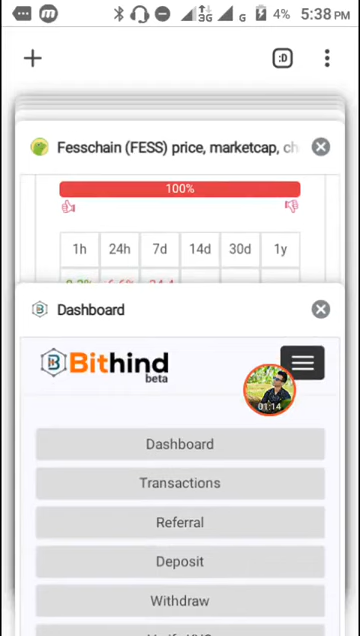 3G G 4% 5:38 PM
:D
Fesschain (FESS) price, marketcap, ch
100%
1h 24h 7d 14d 30d 1y
Dashboard
Bithind
beta
01:14
Dashboard
Transactions
Referral
Deposit
Withdraw